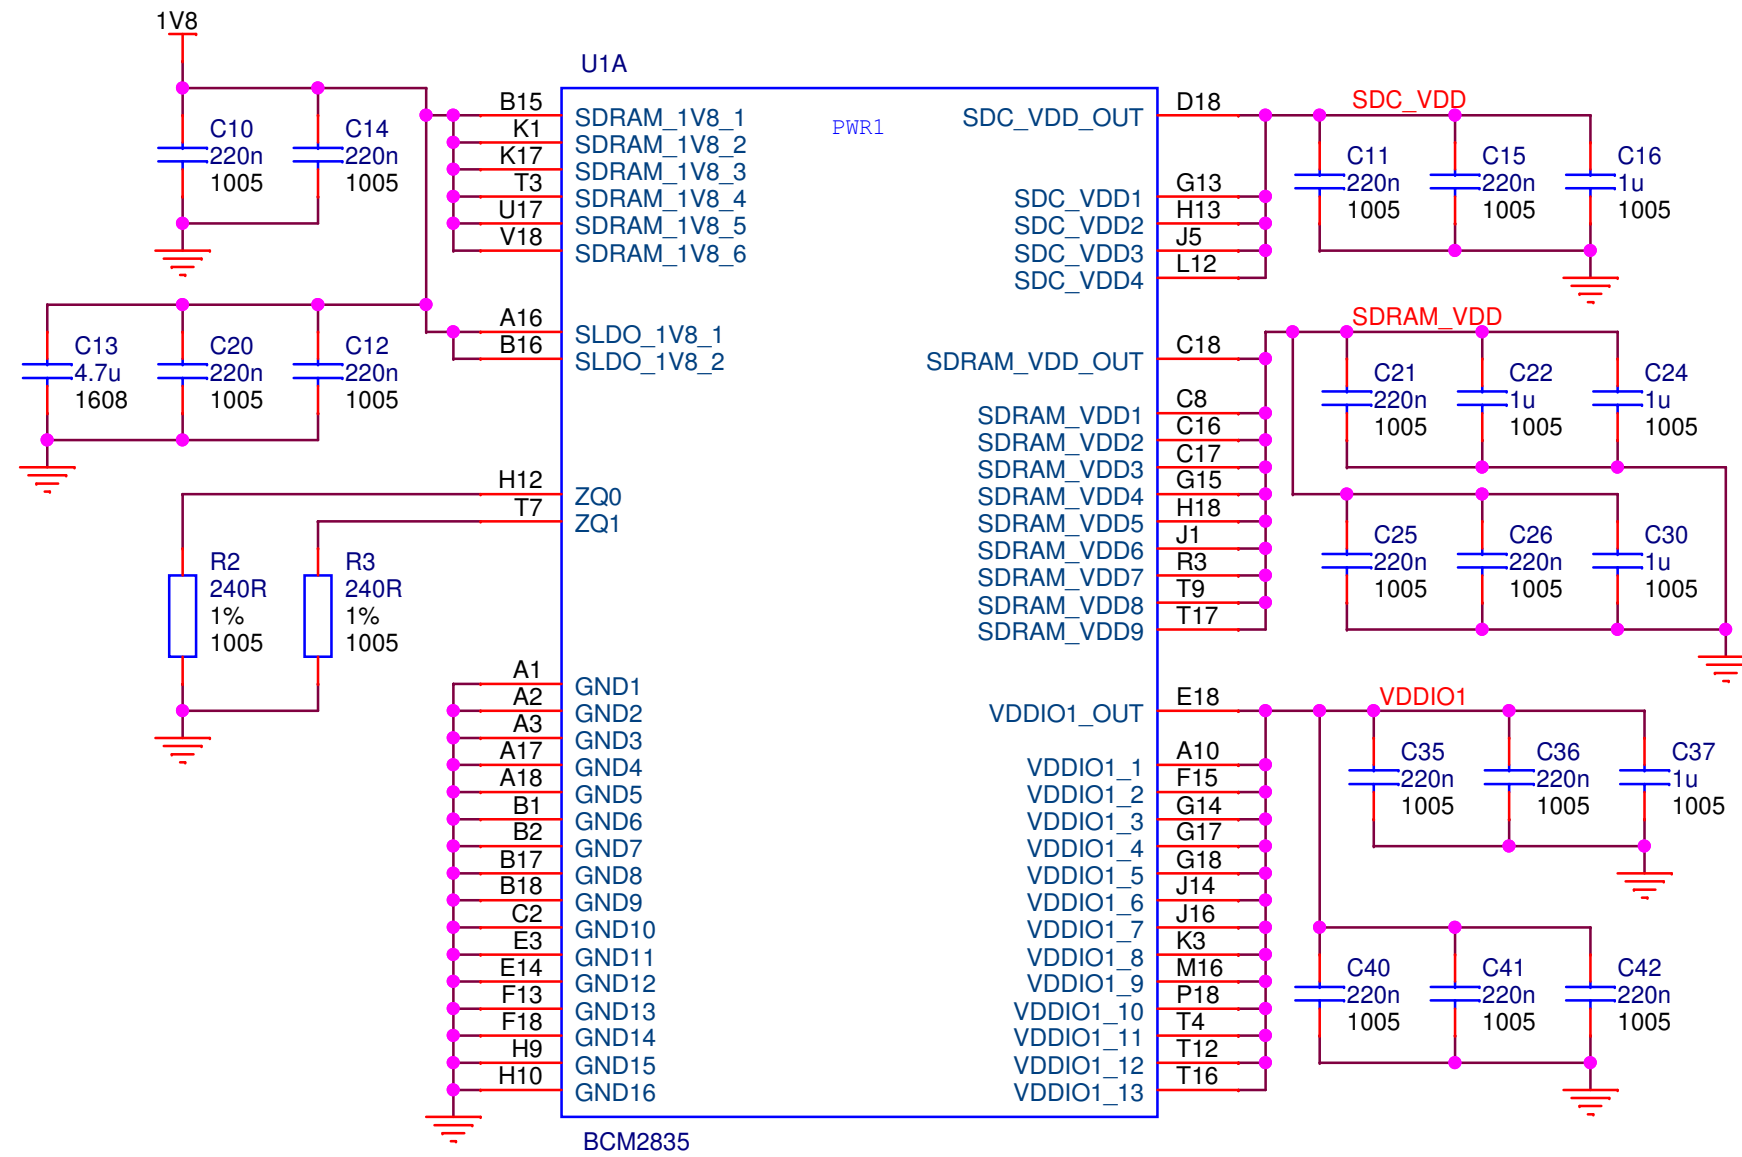 1V8
C10
220n
1005
C14
220n
1005
C13
4.7u
1608
C20
220n
1005
C12
220n
1005
R2
240R
1%
1005
R3
240R
1%
1005
U1A
PWR1
B15 SDRAM_1V8_1
K1 SDRAM_1V8_2
K17 SDRAM_1V8_3
T3 SDRAM_1V8_4
U17 SDRAM_1V8_5
V18 SDRAM_1V8_6
A16 SLDO_1V8_1
B16 SLDO_1V8_2
H12 ZQ0
T7 ZQ1
A1 GND1
A2 GND2
A3 GND3
A17 GND4
A18 GND5
B1 GND6
B2 GND7
B17 GND8
B18 GND9
C2 GND10
E3 GND11
E14 GND12
F13 GND13
F18 GND14
H9 GND15
H10 GND16
SDC_VDD_OUT D18
SDC_VDD1 G13
SDC_VDD2 H13
SDC_VDD3 J5
SDC_VDD4 L12
SDRAM_VDD_OUT C18
SDRAM_VDD1 C8
SDRAM_VDD2 C16
SDRAM_VDD3 C17
SDRAM_VDD4 G15
SDRAM_VDD5 H18
SDRAM_VDD6 J1
SDRAM_VDD7 R3
SDRAM_VDD8 T9
SDRAM_VDD9 T17
VDDIO1_OUT E18
VDDIO1_1 A10
VDDIO1_2 F15
VDDIO1_3 G14
VDDIO1_4 G17
VDDIO1_5 G18
VDDIO1_6 J14
VDDIO1_7 J16
VDDIO1_8 K3
VDDIO1_9 M16
VDDIO1_10 P18
VDDIO1_11 T4
VDDIO1_12 T12
VDDIO1_13 T16
BCM2835
SDC_VDD
C11
220n
1005
C15
220n
1005
C16
1u
1005
SDRAM_VDD
C21
220n
1005
C22
1u
1005
C24
1u
1005
C25
220n
1005
C26
220n
1005
C30
1u
1005
VDDIO1
C35
220n
1005
C36
220n
1005
C37
1u
1005
C40
220n
1005
C41
220n
1005
C42
220n
1005